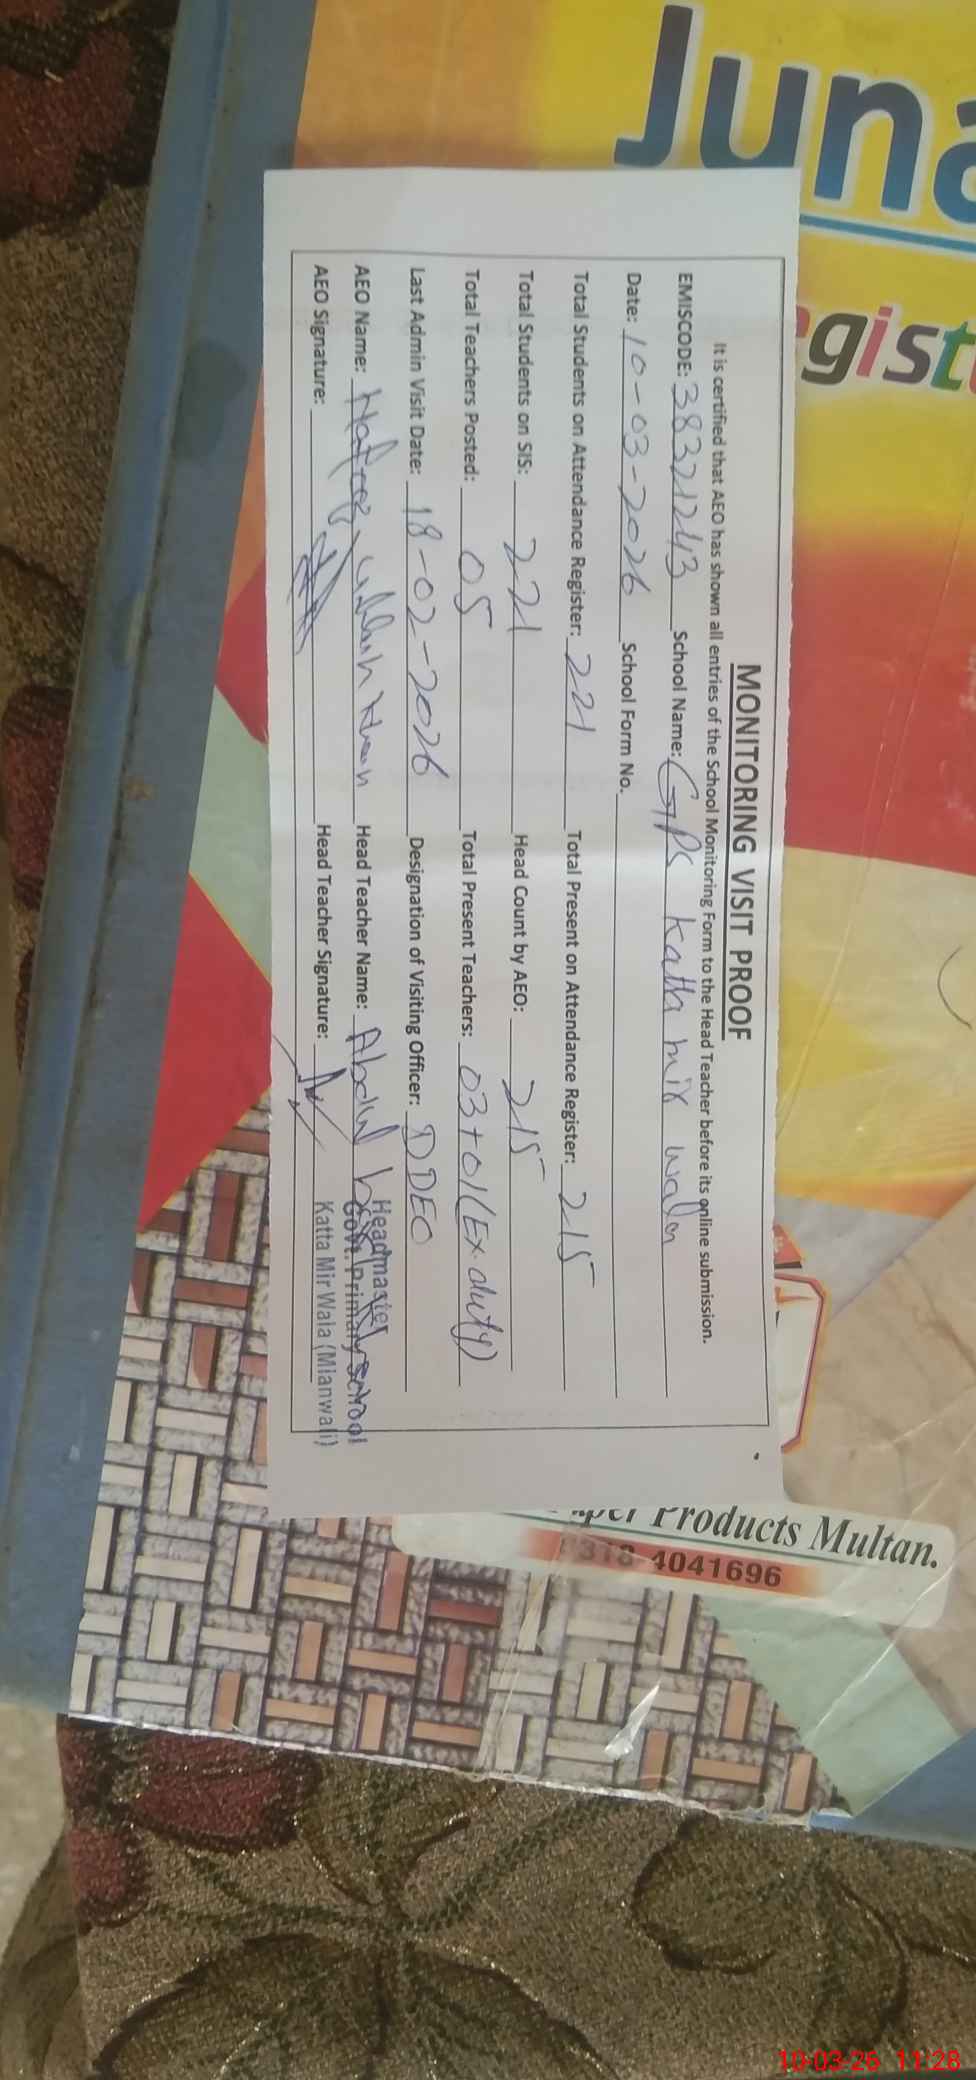 Juna
gist
MONITORING VISIT PROOF
It is certified that AEO has shown all entries of the School Monitoring Form to the Head Teacher before its online submission.
EMISCODE: 38321243 School Name: GPS Katta mir wala
Date: 10-03-2026 School Form No.
Total Students on Attendance Register: 221 Total Present on Attendance Register: 215
Total Students on SIS: 221 Head Count by AEO: 215
Total Teachers Posted: 05 Total Present Teachers: 03+01(Ex.duty)
Last Admin Visit Date: 18-02-2026 Designation of Visiting Officer: DDEO
AEO Name: Hafeez Ullah Khan Head Teacher Name: Abdul
AEO Signature: Head Teacher Signature:
Headmaster
Govt. Primary School
Katta Mir Wala (Mianwali)
Products Multan.
4041696
10-03-26 11:28